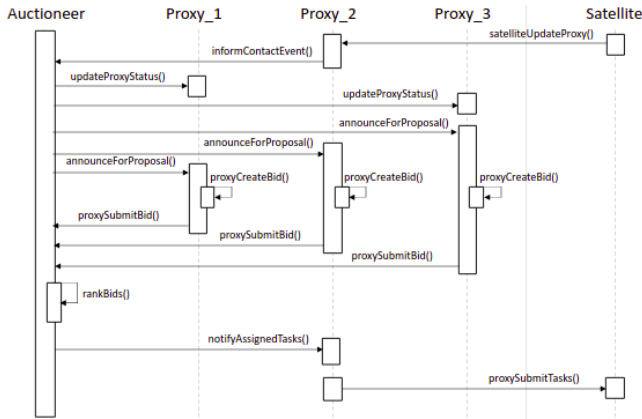 Auctioneer Proxy_1 Proxy_2 Proxy_3 Satellite
satelliteUpdateProxy()
informContactEvent()
updateProxyStatus()
updateProxyStatus()
announceForProposal()
announceForProposal()
announceForProposal()
proxyCreateBid() proxyCreateBid() proxyCreateBid()
proxySubmitBid()
proxySubmitBid()
proxySubmitBid()
rankBids()
notifyAssignedTasks()
proxySubmitTasks()